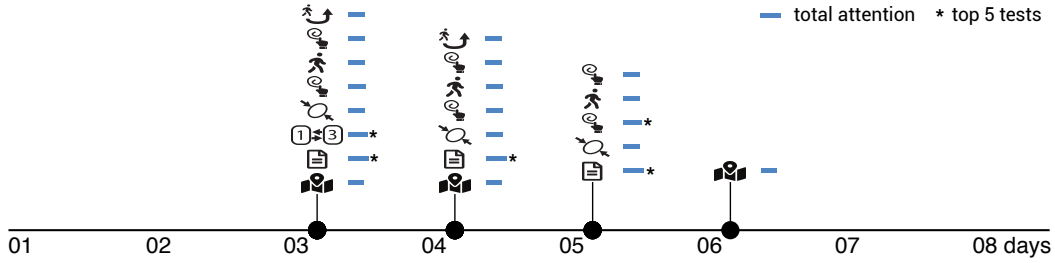 total attention * top 5 tests
1 3 *
* * *
*
01 02 03 04 05 06 07 08 days